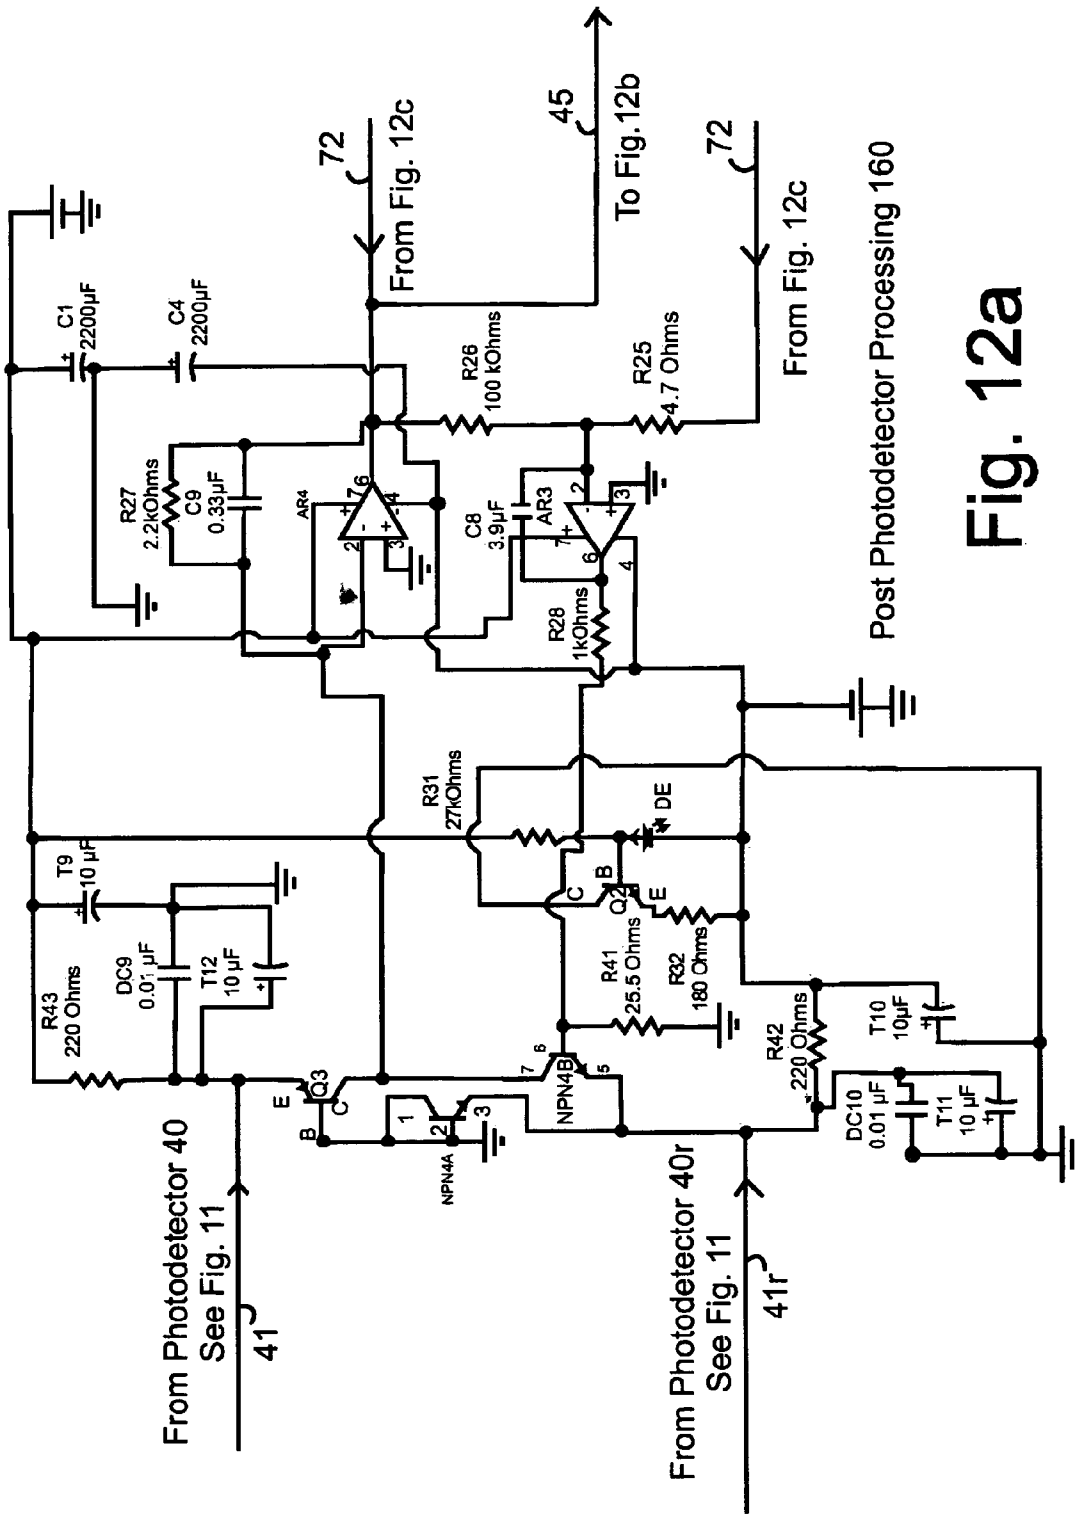 From Photodetector 40
See Fig. 11
41
R43
220 Ohms
DC9
0.01 µF
T12
10 µF
T9
10 µF
E
Q3
B
C
1
2
3
NPN4A
7
6
NPN4B
5
From Photodetector 40r
See Fig. 11
41r
R41
25.5 Ohms
R31
27kOhms
C
B
Q2
E
DE
R32
180 Ohms
R42
220 Ohms
T10
10µF
DC10
0.01 µF
T11
10 µF
R27
2.2kOhms
C9
0.33µF
C1
2200µF
C4
2200µF
AR4
2
3
7
6
4
-
+
+
-
R26
100 kOhms
R25
4.7 Ohms
C8
3.9µF
AR3
2
3
7
6
4
-
+
+
R28
1kOhms
72
From Fig. 12c
45
To Fig.12b
72
From Fig. 12c
Post Photodetector Processing 160
Fig. 12a